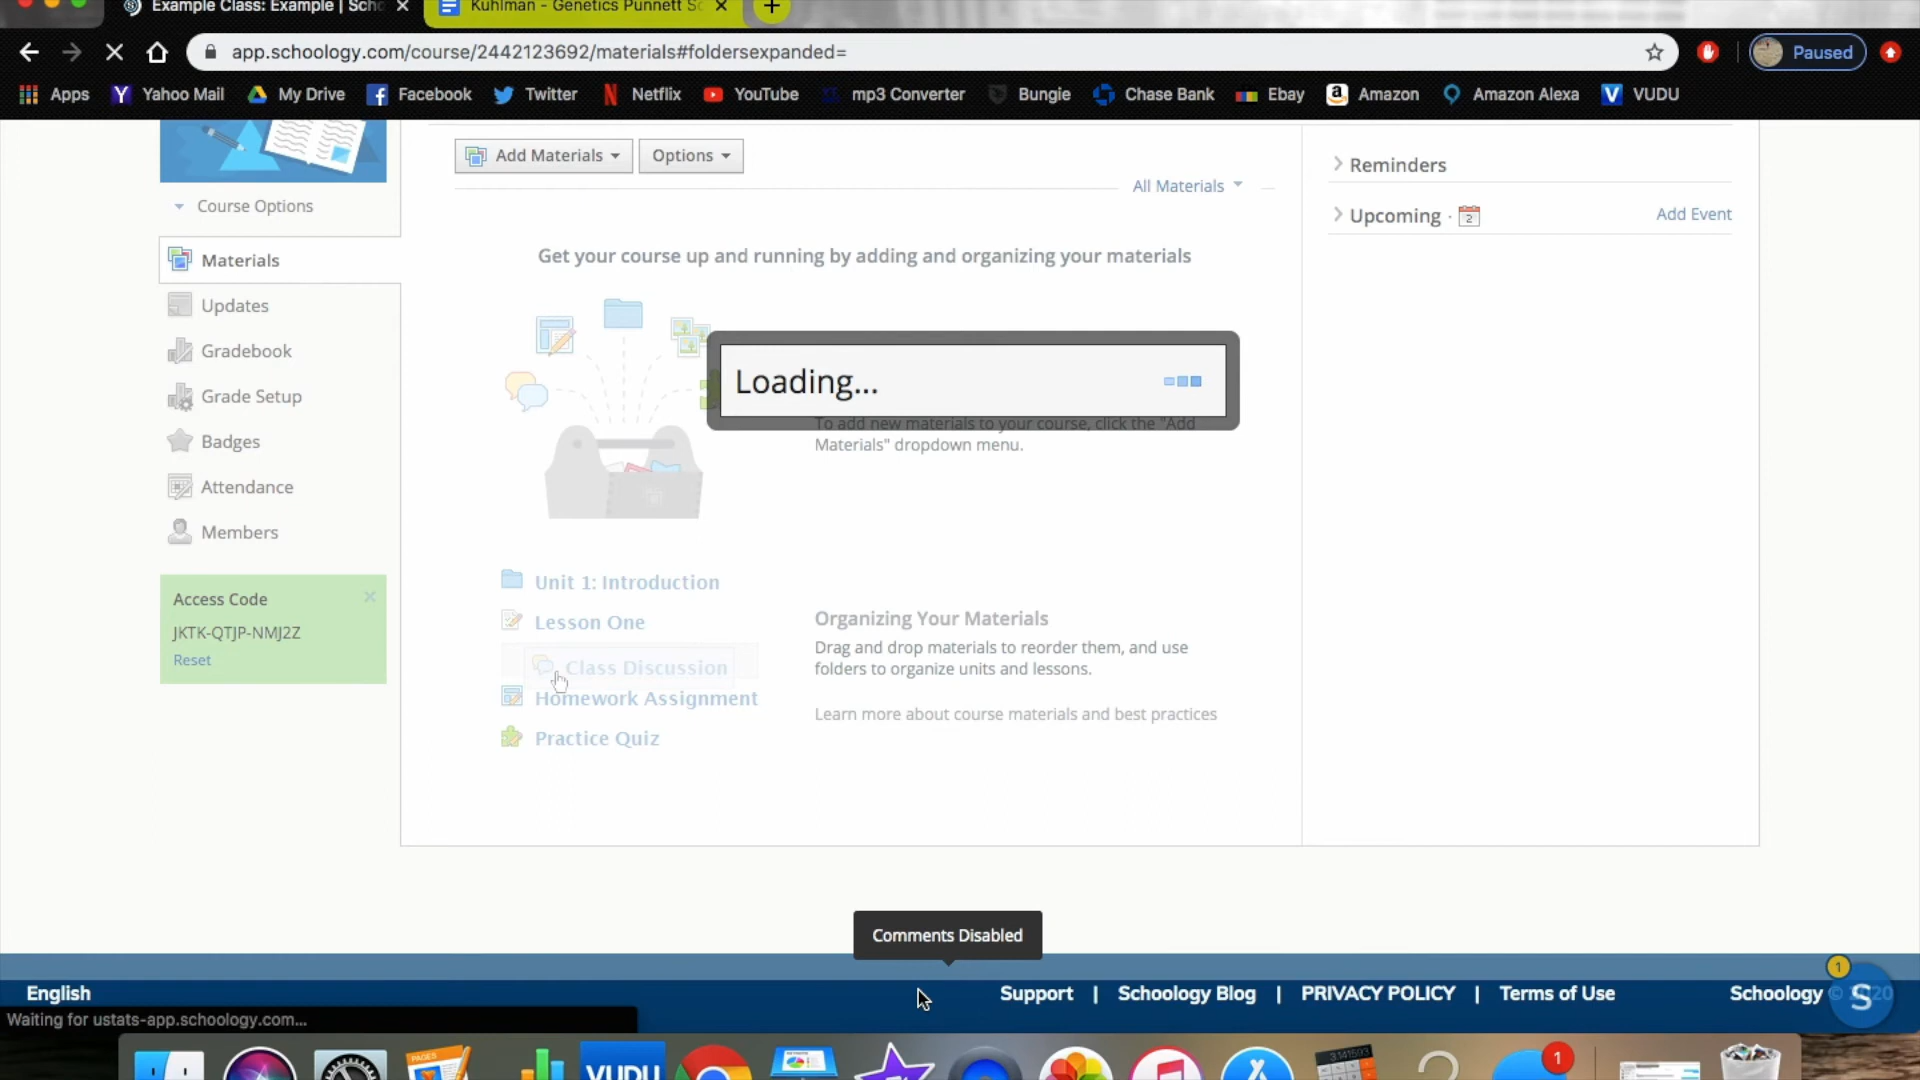 Example Class: Example | Scho
Kuhlman - Genetics Punnett S
app.schoology.com/course/2442123692/materials#foldersexpanded=
Paused
Apps
Yahoo Mail
My Drive
Facebook
Twitter
Netflix
YouTube
mp3 Converter
Bungie
Chase Bank
Ebay
Amazon
Amazon Alexa
VUDU
Add Materials
Options
All Materials
Reminders
Upcoming ·
2
Add Event
Course Options
Materials
Updates
Gradebook
Grade Setup
Badges
Attendance
Members
Access Code
JKTK-QTJP-NMJ2Z
Reset
Get your course up and running by adding and organizing your materials
Loading...
To add new materials to your course, click the "Add
Materials" dropdown menu.
Unit 1: Introduction
Lesson One
Class Discussion
Homework Assignment
Practice Quiz
Organizing Your Materials
Drag and drop materials to reorder them, and use
folders to organize units and lessons.
Learn more about course materials and best practices
Comments Disabled
English
Support | Schoology Blog | PRIVACY POLICY | Terms of Use
Schoology ©
1
S
Waiting for ustats-app.schoology.com...
PAGES
VUDU
3.141593
1